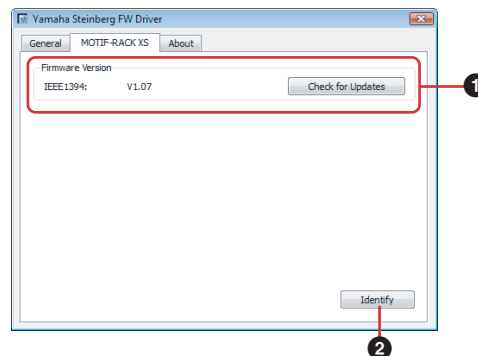 Yamaha Steinberg FW Driver
General MOTIF-RACK XS About
Firmware Version
IEEE1394: V1.07 Check for Updates
1
Identify
2